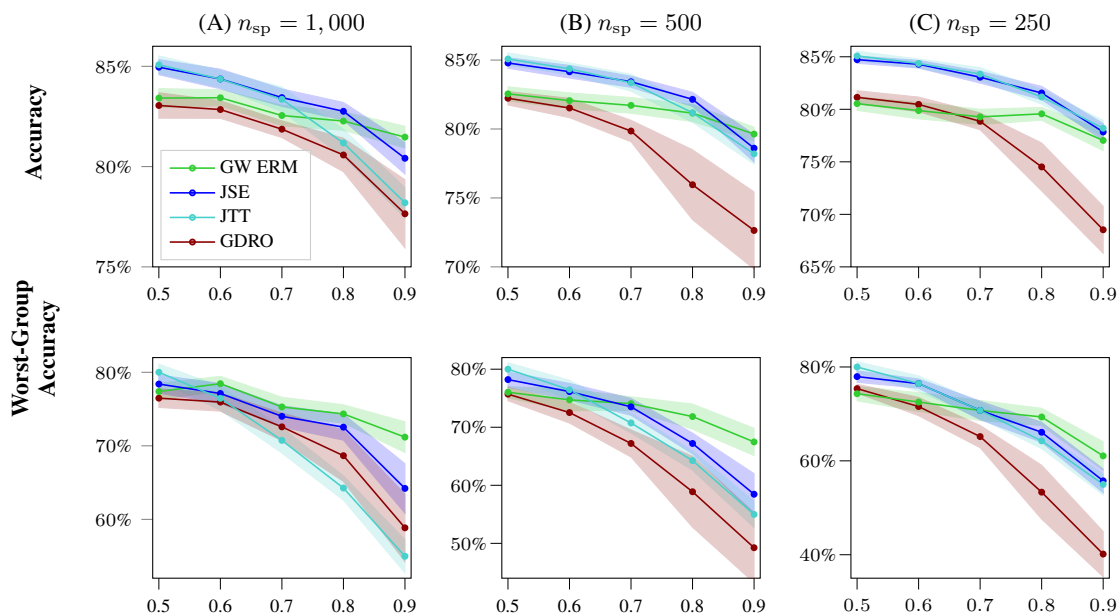 (A) n_sp = 1, 000
(B) n_sp = 500
(C) n_sp = 250
Accuracy
85%
80%
75%
0.5 0.6 0.7 0.8 0.9
GW ERM
JSE
JTT
GDRO
85%
80%
75%
70%
0.5 0.6 0.7 0.8 0.9
85%
80%
75%
70%
65%
0.5 0.6 0.7 0.8 0.9
Worst-Group
Accuracy
80%
70%
60%
0.5 0.6 0.7 0.8 0.9
80%
70%
60%
50%
0.5 0.6 0.7 0.8 0.9
80%
60%
40%
0.5 0.6 0.7 0.8 0.9